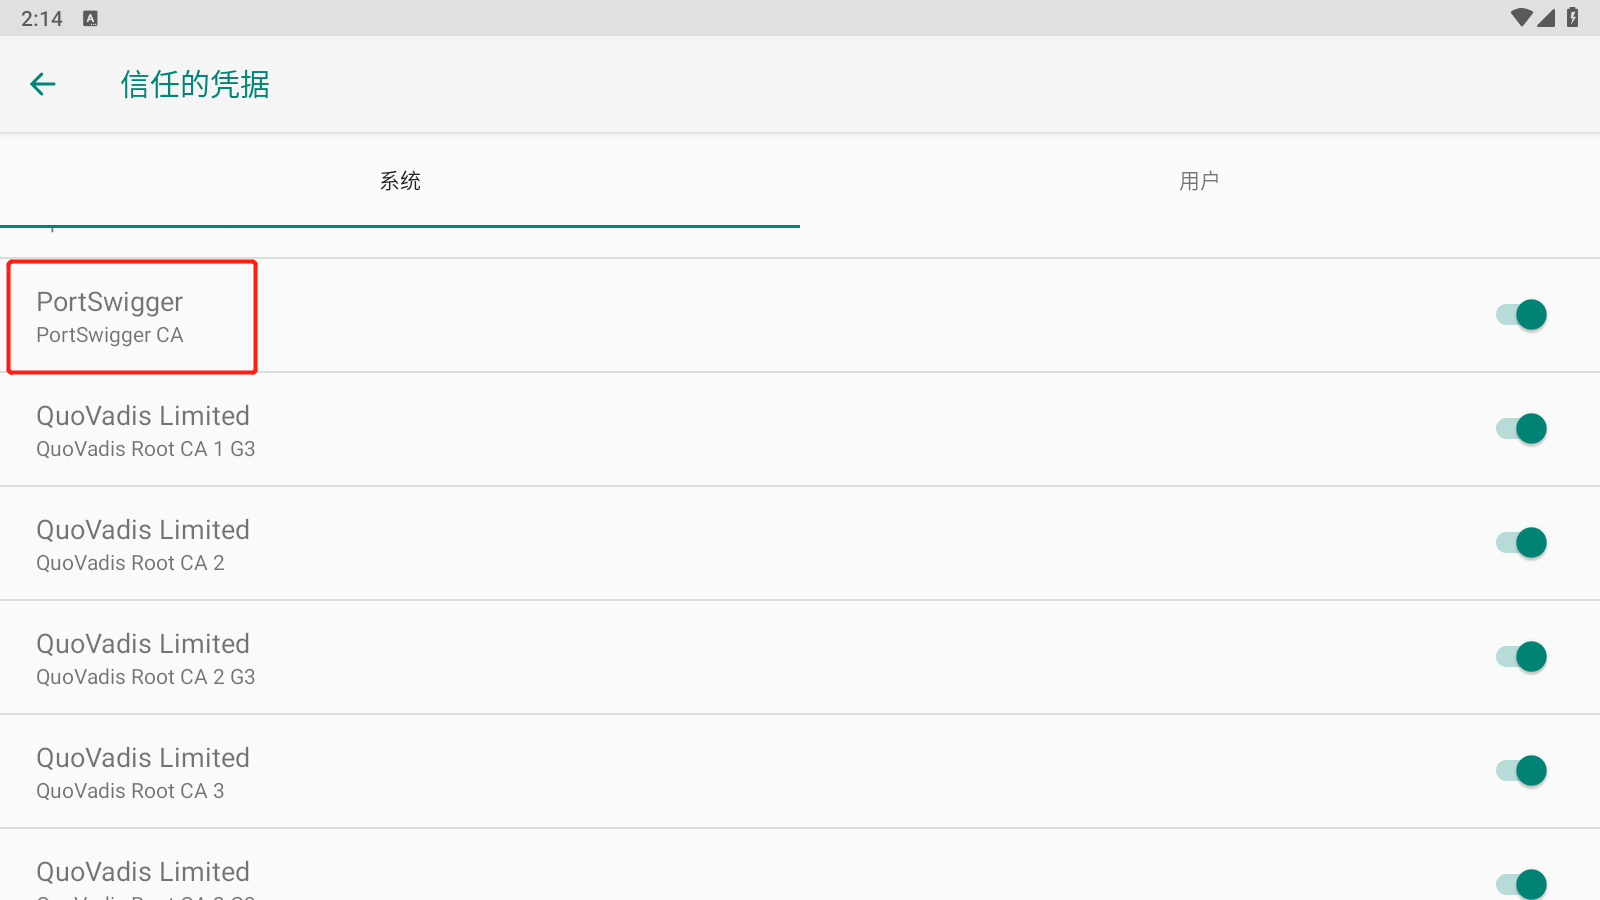 2:14
A
信任的凭据
系统
用户
PortSwigger
PortSwigger CA
QuoVadis Limited
QuoVadis Root CA 1 G3
QuoVadis Limited
QuoVadis Root CA 2
QuoVadis Limited
QuoVadis Root CA 2 G3
QuoVadis Limited
QuoVadis Root CA 3
QuoVadis Limited